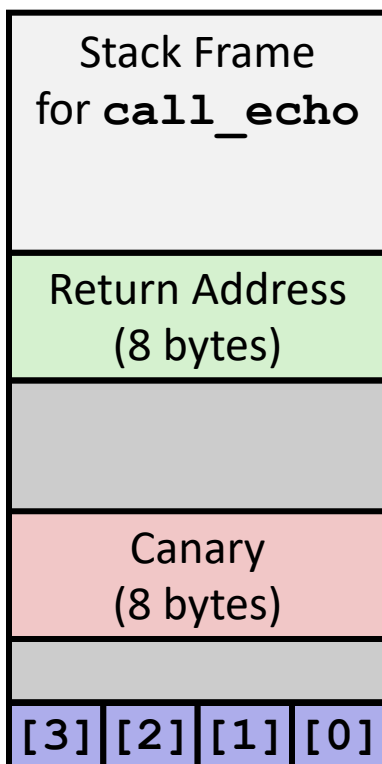 Stack Frame
for call_echo
Return Address
(8 bytes)
Canary
(8 bytes)
[3] [2] [1] [0]